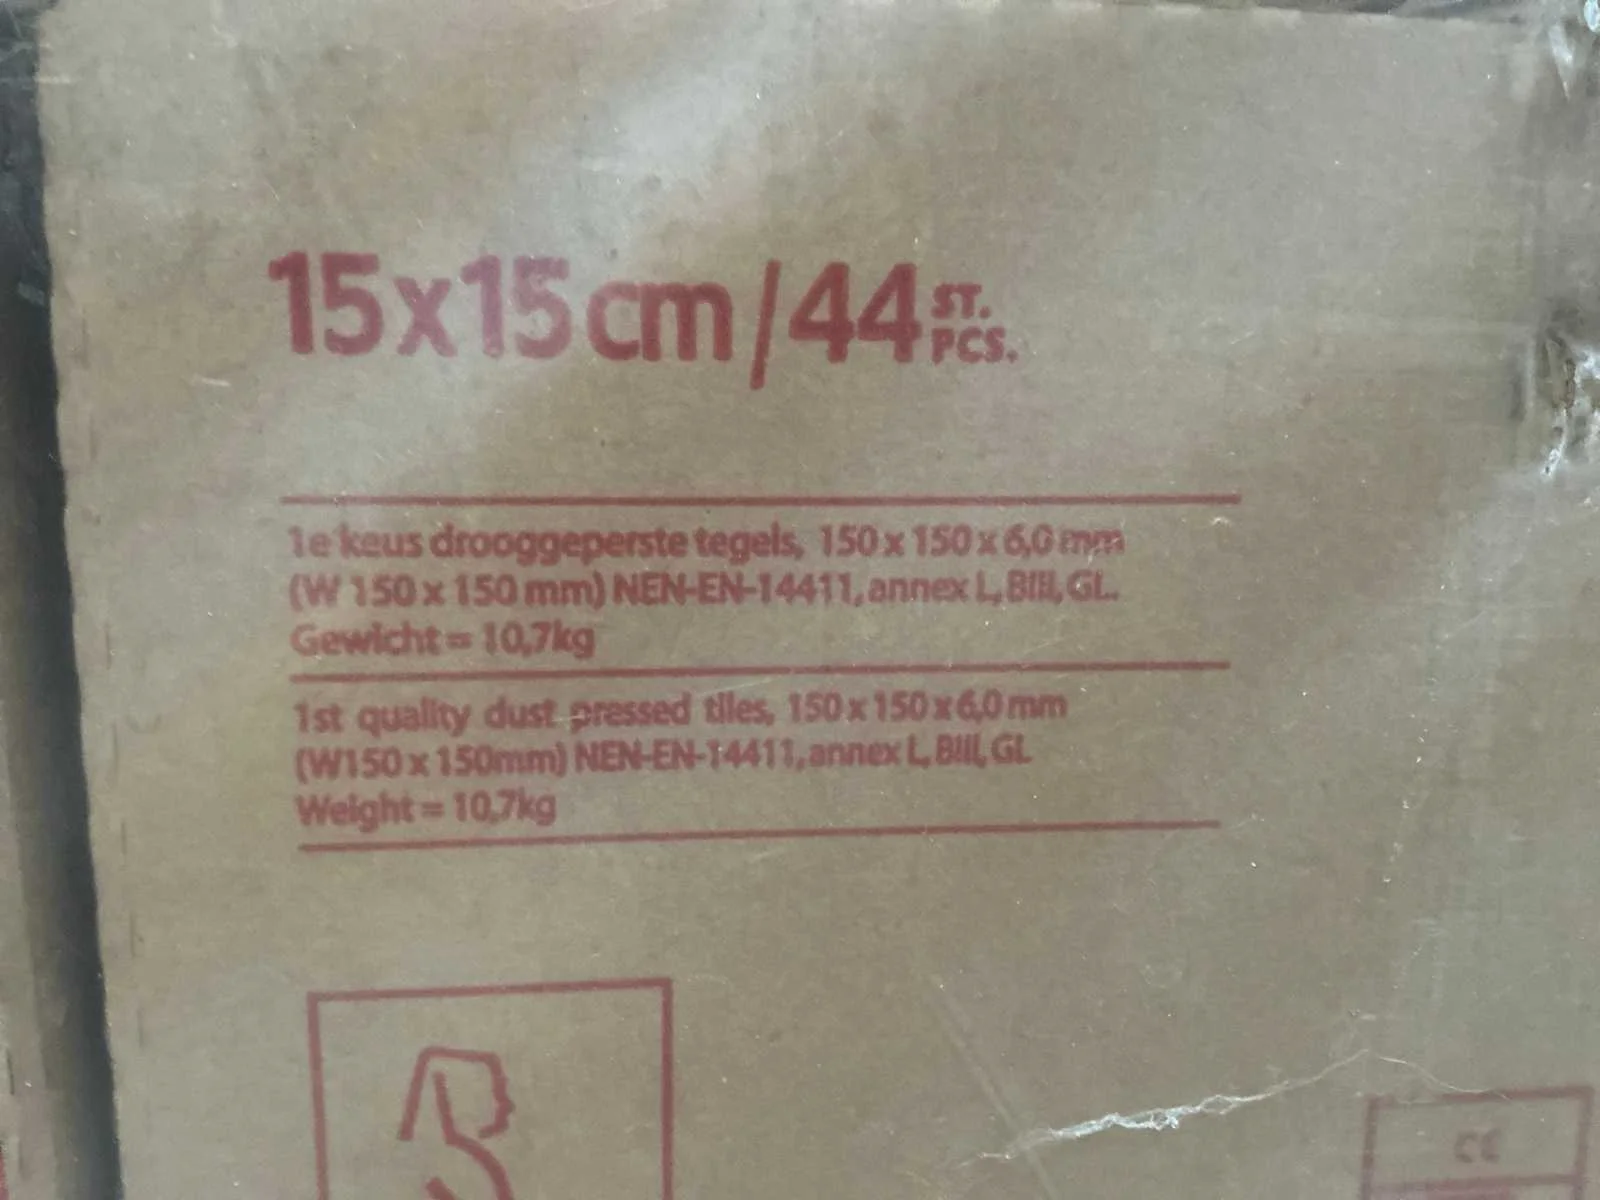 15x15cm/44 ST. PCS.
1e keus drooggeperste tegels, 150 x 150 x 6,0 mm
(W 150 x 150 mm) NEN-EN-14411, annex L, BIII, GL.
Gewicht = 10,7kg
1st quality dust pressed tiles, 150 x 150 x 6,0 mm
(W150 x 150mm) NEN-EN-14411, annex L, BIII, GL
Weight = 10,7kg
CE